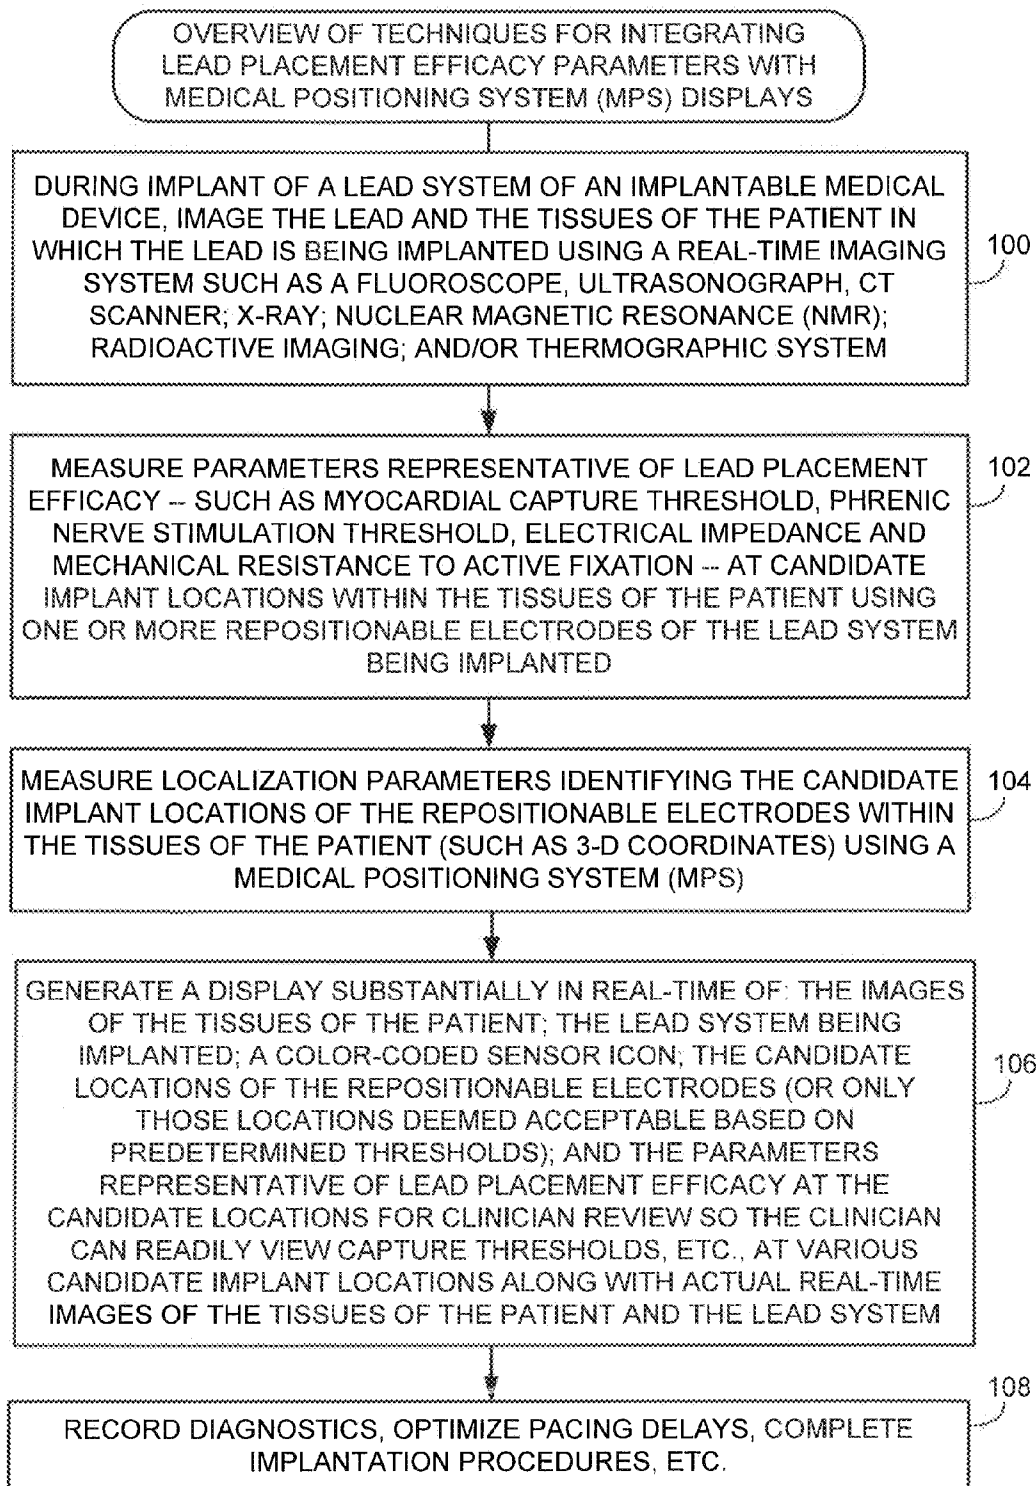 OVERVIEW OF TECHNIQUES FOR INTEGRATING
LEAD PLACEMENT EFFICACY PARAMETERS WITH
MEDICAL POSITIONING SYSTEM (MPS) DISPLAYS
DURING IMPLANT OF A LEAD SYSTEM OF AN IMPLANTABLE MEDICAL
DEVICE, IMAGE THE LEAD AND THE TISSUES OF THE PATIENT IN
WHICH THE LEAD IS BEING IMPLANTED USING A REAL-TIME IMAGING
SYSTEM SUCH AS A FLUOROSCOPE, ULTRASONOGRAPH, CT
SCANNER; X-RAY; NUCLEAR MAGNETIC RESONANCE (NMR);
RADIOACTIVE IMAGING; AND/OR THERMOGRAPHIC SYSTEM
100
MEASURE PARAMETERS REPRESENTATIVE OF LEAD PLACEMENT
EFFICACY -- SUCH AS MYOCARDIAL CAPTURE THRESHOLD, PHRENIC
NERVE STIMULATION THRESHOLD, ELECTRICAL IMPEDANCE AND
MECHANICAL RESISTANCE TO ACTIVE FIXATION -- AT CANDIDATE
IMPLANT LOCATIONS WITHIN THE TISSUES OF THE PATIENT USING
ONE OR MORE REPOSITIONABLE ELECTRODES OF THE LEAD SYSTEM
BEING IMPLANTED
102
MEASURE LOCALIZATION PARAMETERS IDENTIFYING THE CANDIDATE
IMPLANT LOCATIONS OF THE REPOSITIONABLE ELECTRODES WITHIN
THE TISSUES OF THE PATIENT (SUCH AS 3-D COORDINATES) USING A
MEDICAL POSITIONING SYSTEM (MPS)
104
GENERATE A DISPLAY SUBSTANTIALLY IN REAL-TIME OF: THE IMAGES
OF THE TISSUES OF THE PATIENT; THE LEAD SYSTEM BEING
IMPLANTED; A COLOR-CODED SENSOR ICON; THE CANDIDATE
LOCATIONS OF THE REPOSITIONABLE ELECTRODES (OR ONLY
THOSE LOCATIONS DEEMED ACCEPTABLE BASED ON
PREDETERMINED THRESHOLDS); AND THE PARAMETERS
REPRESENTATIVE OF LEAD PLACEMENT EFFICACY AT THE
CANDIDATE LOCATIONS FOR CLINICIAN REVIEW SO THE CLINICIAN
CAN READILY VIEW CAPTURE THRESHOLDS, ETC., AT VARIOUS
CANDIDATE IMPLANT LOCATIONS ALONG WITH ACTUAL REAL-TIME
IMAGES OF THE TISSUES OF THE PATIENT AND THE LEAD SYSTEM
106
RECORD DIAGNOSTICS, OPTIMIZE PACING DELAYS, COMPLETE
IMPLANTATION PROCEDURES, ETC.
108